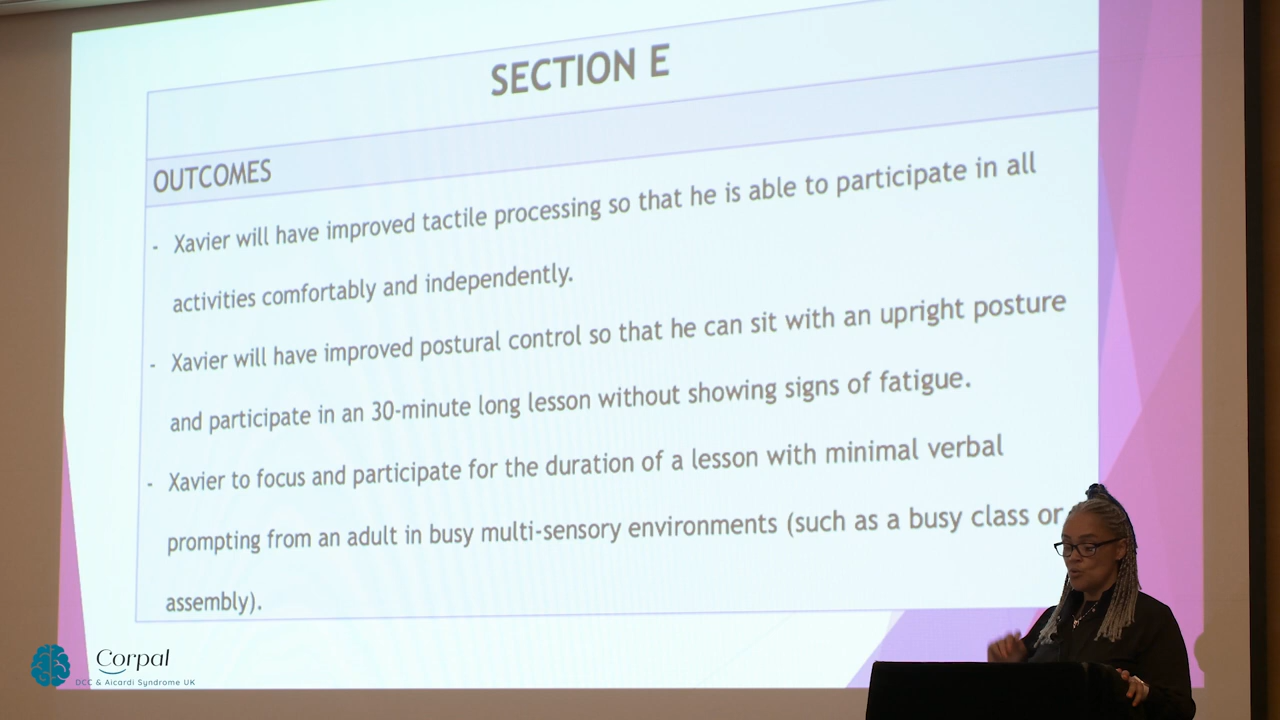 SECTION E
OUTCOMES
- Xavier will have improved tactile processing so that he is able to participate in all
activities comfortably and independently.
- Xavier will have improved postural control so that he can sit with an upright posture
and participate in an 30-minute long lesson without showing signs of fatigue.
- Xavier to focus and participate for the duration of a lesson with minimal verbal
prompting from an adult in busy multi-sensory environments (such as a busy class or
assembly).
Corpal
DCC & Aicardi Syndrome UK